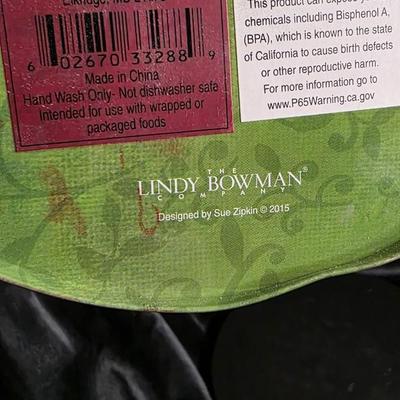 Elkridge, MD
6 02670 33288 9
Made in China
Hand Wash Only- Not dishwasher safe
Intended for use with wrapped or
packaged foods
This product can expose
chemicals including Bisphenol A,
(BPA), which is known to the state
of California to cause birth defects
or other reproductive harm.
For more information go to
www.P65Warning.ca.gov
THE
LINDY BOWMAN®
COMPANY
Designed by Sue Zipkin © 2015